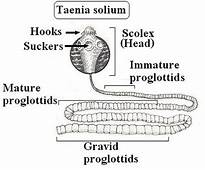 Taenia solium
Hooks
Suckers
Scolex
(Head)
Immature
proglottids
Mature
proglottids
Gravid
proglottids